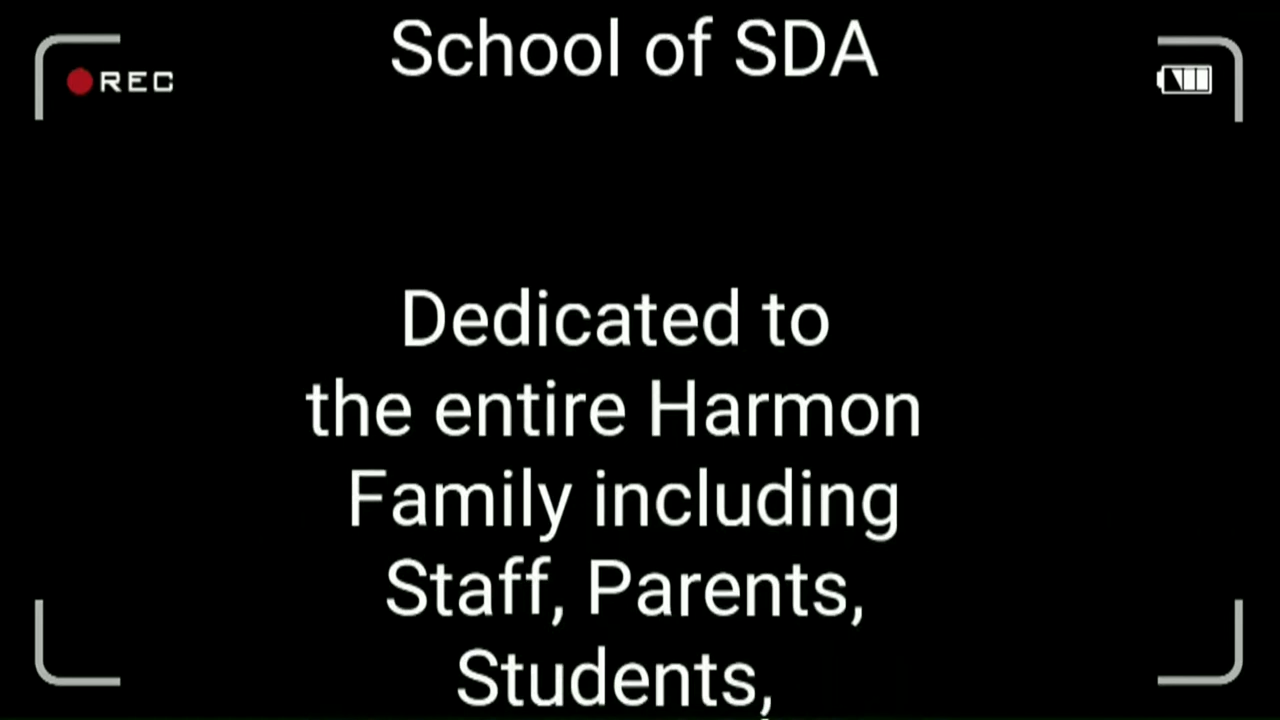 School of SDA
REC
Dedicated to
the entire Harmon
Family including
Staff, Parents,
Students,